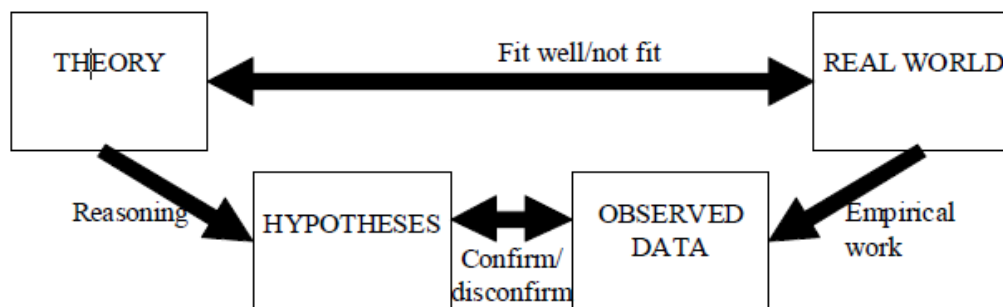 THEORY
Fit well/not fit
REAL WORLD
Reasoning
HYPOTHESES
Confirm/
disconfirm
OBSERVED
DATA
Empirical
work